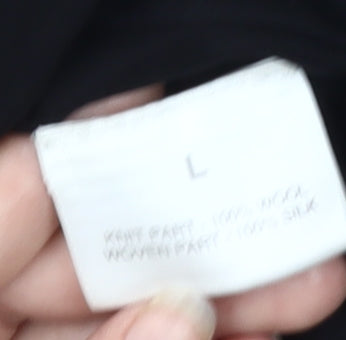 L
KNIT PART - 100% WOOL
WOVEN PART - 100% SILK